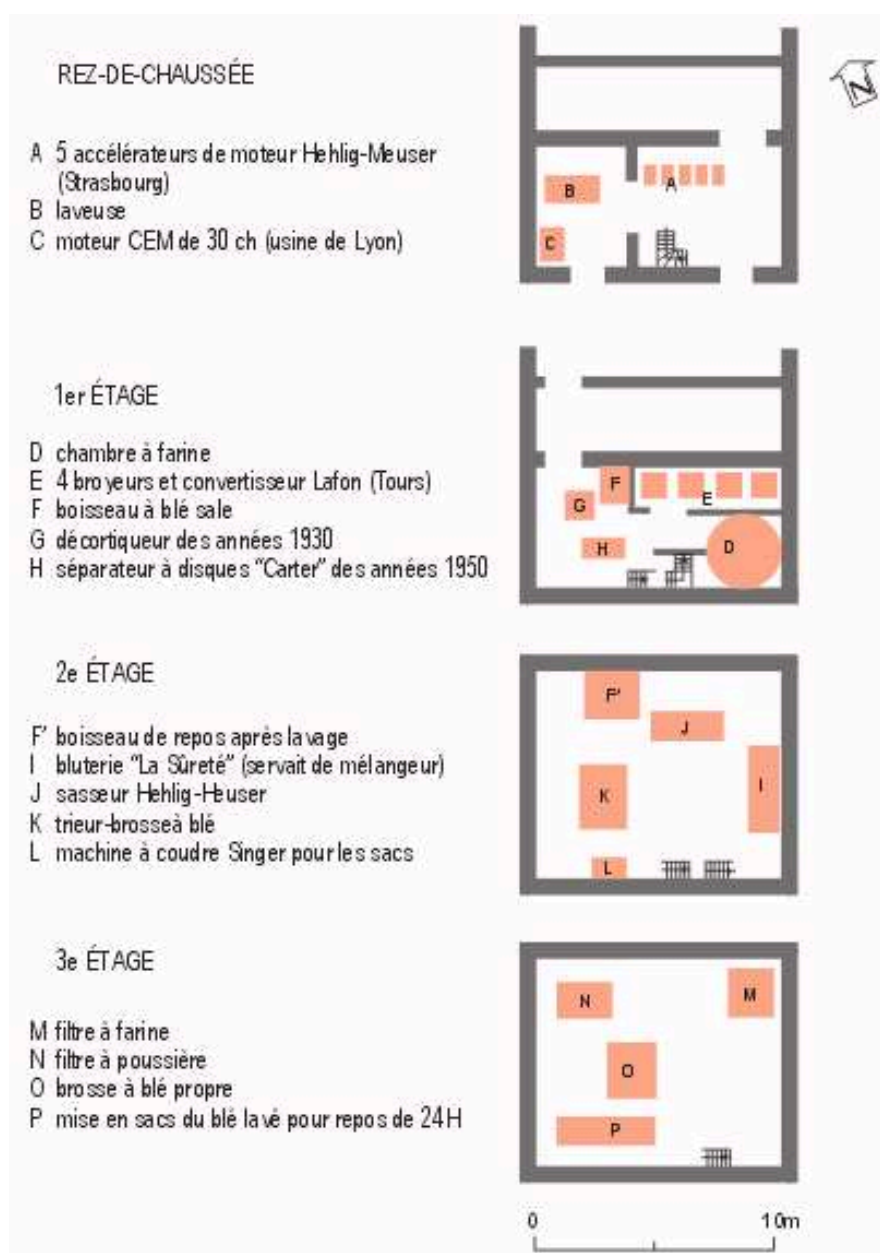 REZ-DE-CHAUSSÉE
A 5 accélérateurs de moteur Hehlig-Meuser
(Strasbourg)
B laveuse
C moteur CEM de 30 ch (usine de Lyon)
N
A
B
C
1er ÉTAGE
D chambre à farine
E 4 broyeurs et convertisseur Lafon (Tours)
F boisseau à blé sale
G décortiqueur des années 1930
H séparateur à disques “Carter” des années 1950
F
E
G
H
D
2e ÉTAGE
F’ boisseau de repos après lavage
I bluterie “La Sûreté” (servait de mélangeur)
J sasseur Hehlig-Heuser
K trieur-brosseà blé
L machine à coudre Singer pour les sacs
F’
J
K
I
L
3e ÉTAGE
M filtre à farine
N filtre à poussière
O brosse à blé propre
P mise en sacs du blé lavé pour repos de 24H
N
M
O
P
0 10m